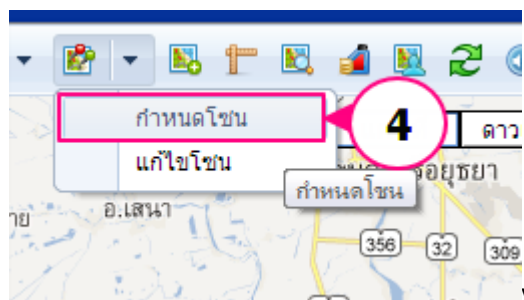 กำหนดโซน
4
ดาว
แก้ไขโซน
อยุธยา
กำหนดโซน
อ.เสนา
356
32
309